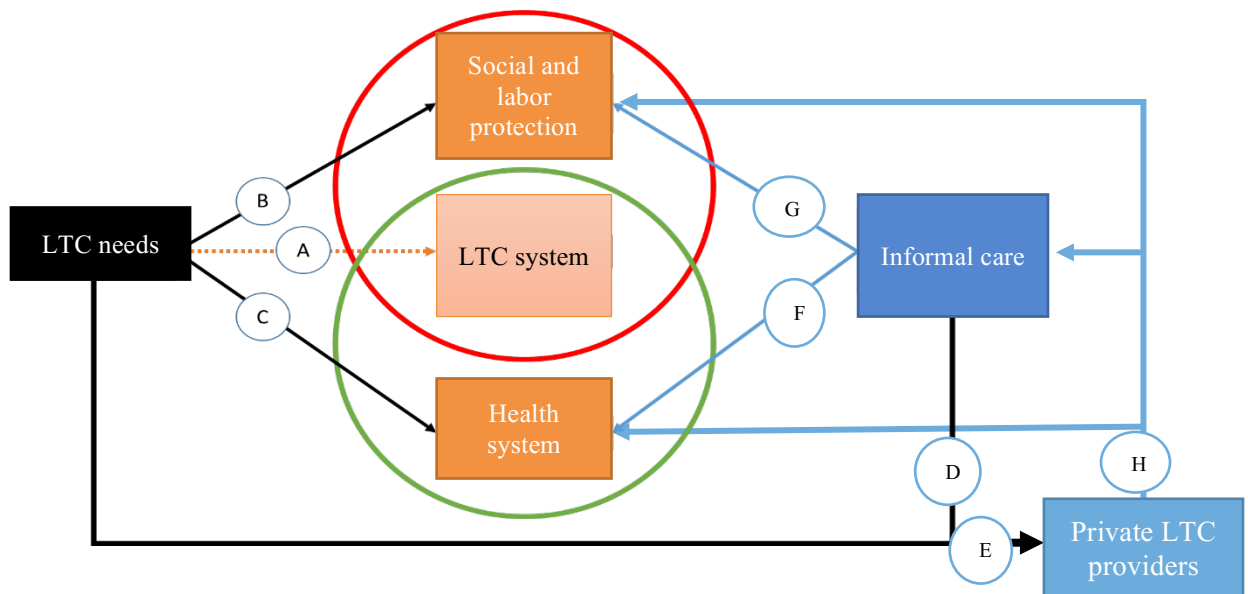 Social and
labor
protection
B
G
LTC needs
A
LTC system
Informal care
C
F
Health
system
D
H
E
Private LTC
providers